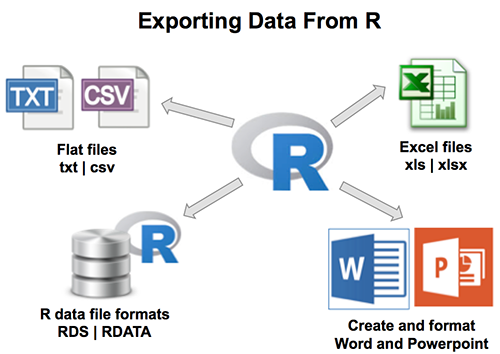 Exporting Data From R
TXT
CSV
Flat files
txt | csv
R
X
Excel files
xls | xlsx
R
R data file formats
RDS | RDATA
W
P
Create and format
Word and Powerpoint